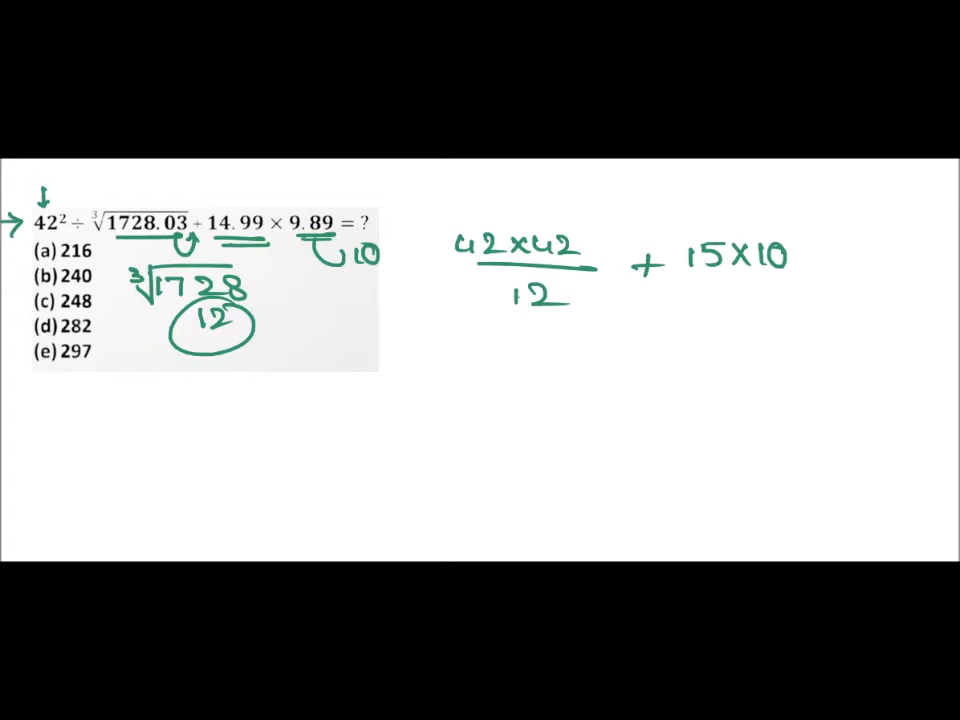 42² ÷ ∛1728.03 + 14.99 × 9.89 = ?
10
(a) 216
(b) 240
(c) 248
(d) 282
(e) 297
∛1728
12
42×42
12
+ 15×10